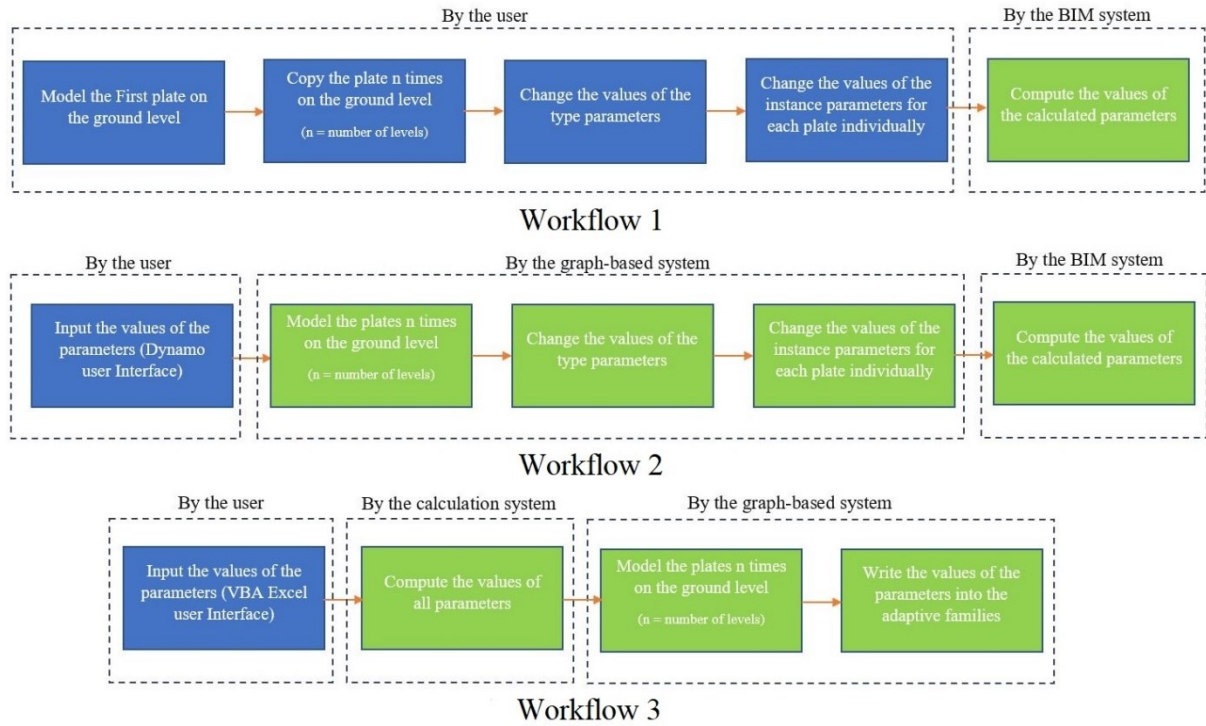 By the user
By the BIM system
Model the First plate on
the ground level
Copy the plate n times
on the ground level
(n = number of levels)
Change the values of the
type parameters
Change the values of the
instance parameters for
each plate individually
Compute the values of
the calculated parameters
Workflow 1
By the user
By the graph-based system
By the BIM system
Input the values of the
parameters (Dynamo
user Interface)
Model the plates n times
on the ground level
(n = number of levels)
Change the values of the
type parameters
Change the values of the
instance parameters for
each plate individually
Compute the values of
the calculated parameters
Workflow 2
By the user
By the calculation system
By the graph-based system
Input the values of the
parameters (VBA Excel
user Interface)
Compute the values of
all parameters
Model the plates n times
on the ground level
(n = number of levels)
Write the values of the
parameters into the
adaptive families
Workflow 3